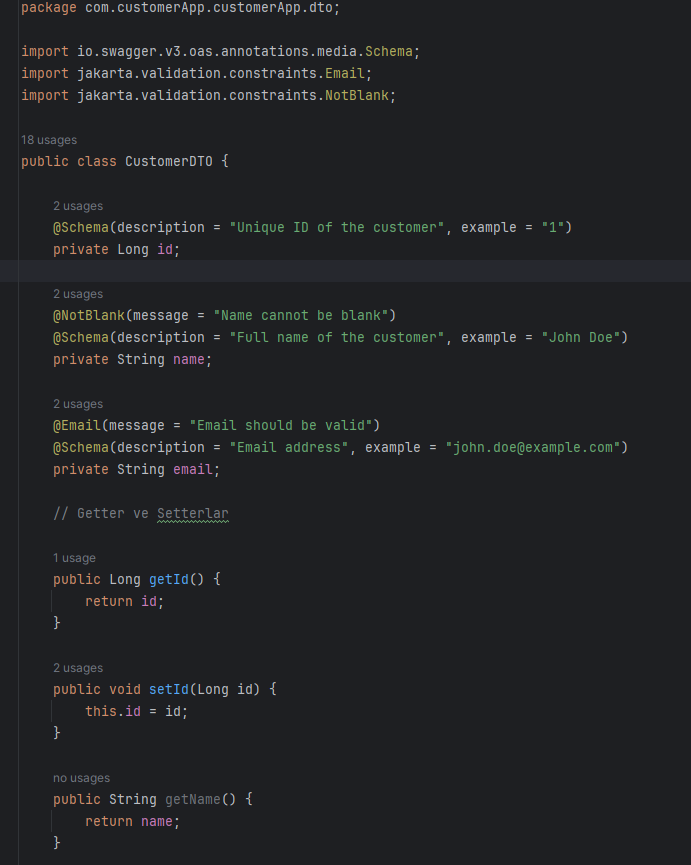 package com.customerApp.customerApp.dto;
import io.swagger.v3.oas.annotations.media.Schema;
import jakarta.validation.constraints.Email;
import jakarta.validation.constraints.NotBlank;
18 usages
public class CustomerDTO {
2 usages
@Schema(description = "Unique ID of the customer", example = "1")
private Long id;
2 usages
@NotBlank(message = "Name cannot be blank")
@Schema(description = "Full name of the customer", example = "John Doe")
private String name;
2 usages
@Email(message = "Email should be valid")
@Schema(description = "Email address", example = "john.doe@example.com")
private String email;
// Getter ve Setterlar
1 usage
public Long getId() {
return id;
}
2 usages
public void setId(Long id) {
this.id = id;
}
no usages
public String getName() {
return name;
}